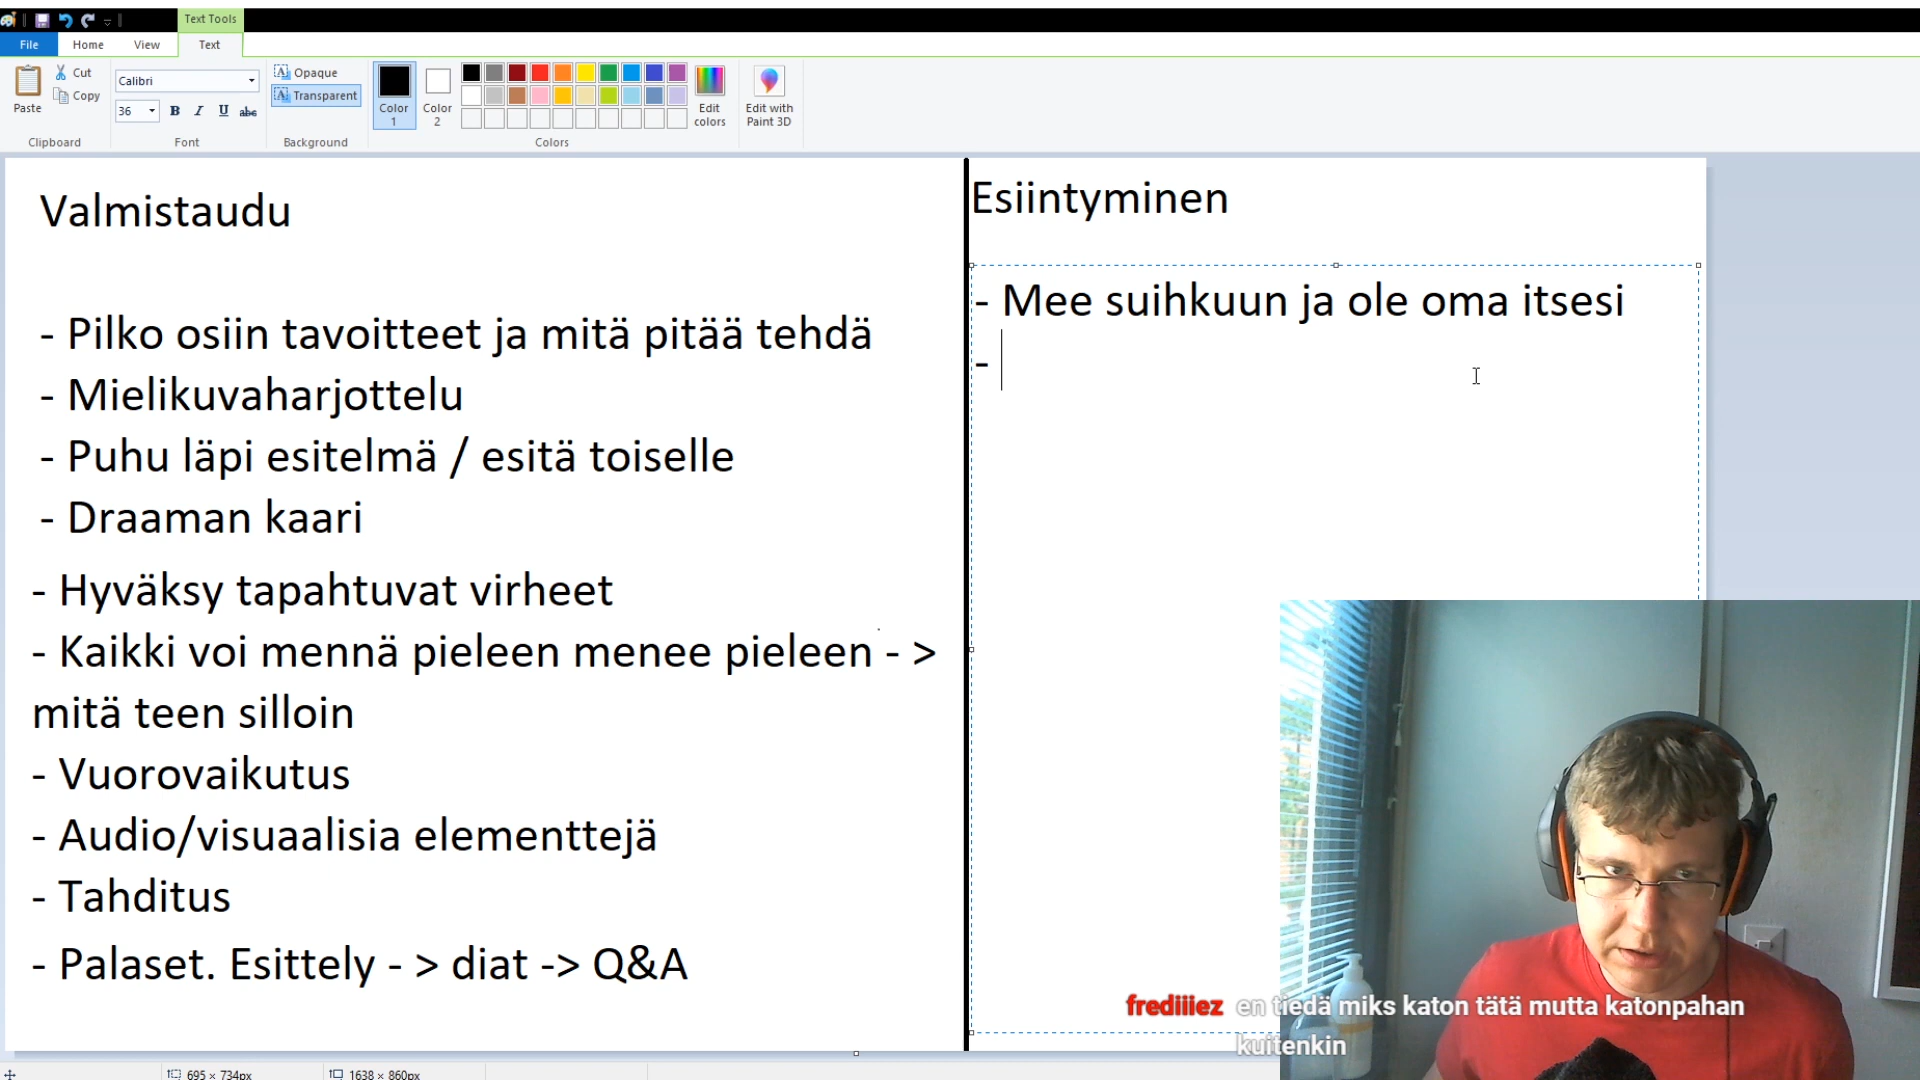 Text Tools
File Home View Text
Paste Cut Copy Clipboard
Calibri
36 B I U abc
Font
Opaque
Transparent
Background
Color 1 Color 2
Edit colors
Colors
Edit with Paint 3D
Valmistaudu
- Pilko osiin tavoitteet ja mitä pitää tehdä
- Mielikuvaharjottelu
- Puhu läpi esitelmä / esitä toiselle
- Draaman kaari
- Hyväksy tapahtuvat virheet
- Kaikki voi mennä pieleen menee pieleen - >
mitä teen silloin
- Vuorovaikutus
- Audio/visuaalisia elementtejä
- Tahditus
- Palaset. Esittely - > diat -> Q&A
Esiintyminen
- Mee suihkuun ja ole oma itsesi
-
frediiiez en tiedä miks katon tätä mutta katonpahan
kuitenkin
695 × 734px 1638 × 860px